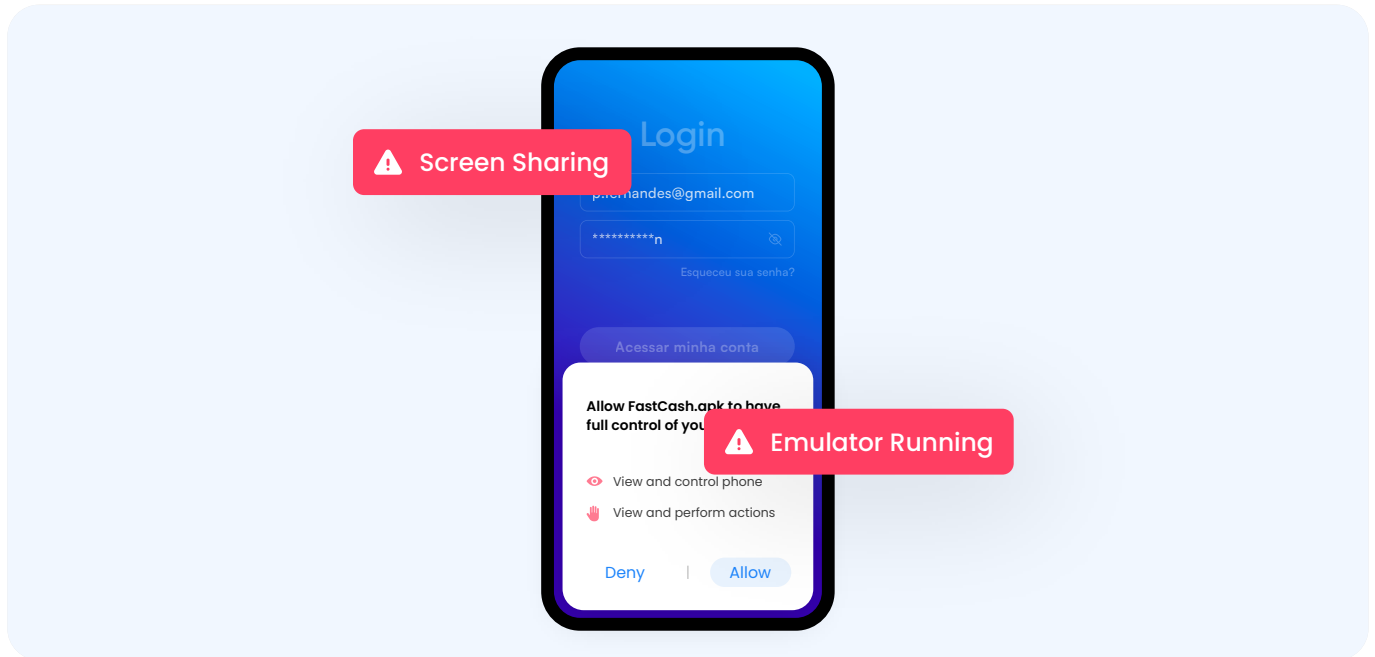 Login
Screen Sharing
p.fernandes@gmail.com
**********n
Esqueceu sua senha?
Acessar minha conta
Allow FastCash.apk to have
full control of you
Emulator Running
View and control phone
View and perform actions
Deny | Allow